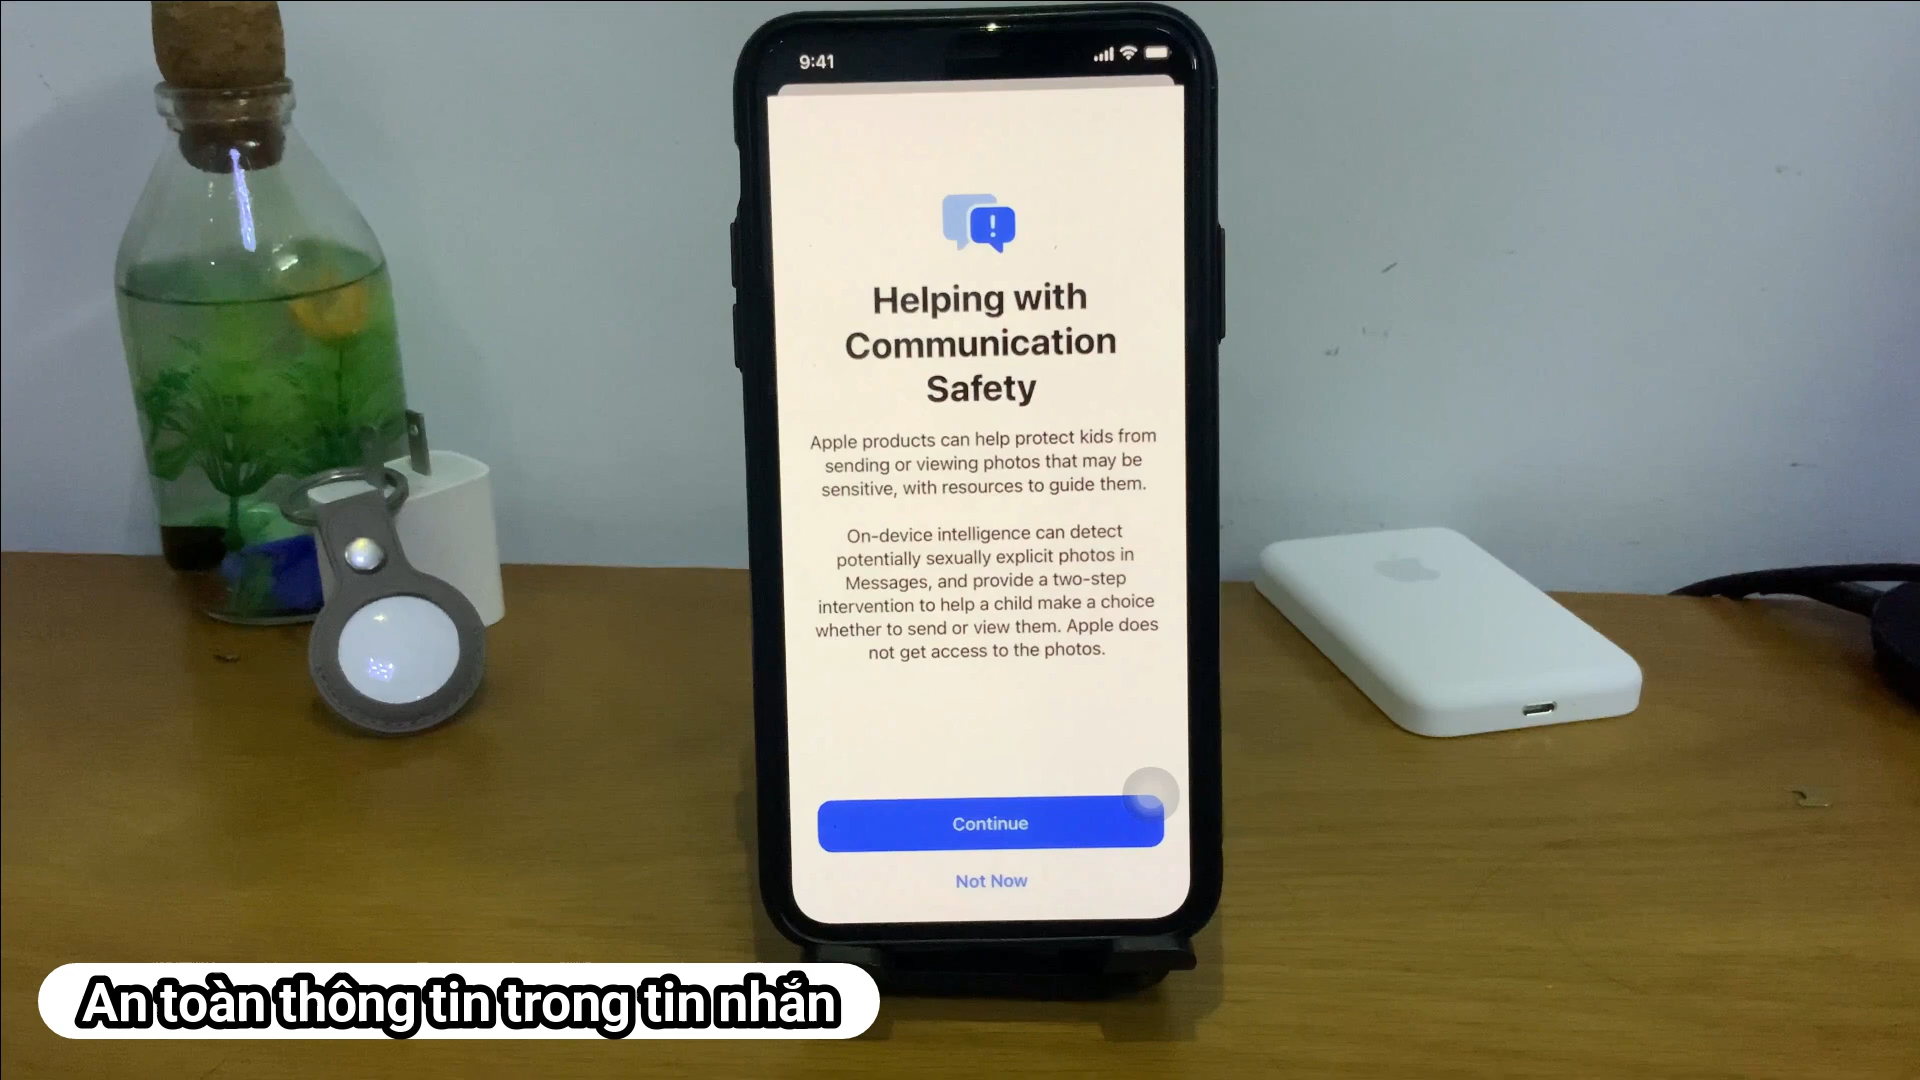 9:41
Helping with
Communication
Safety
Apple products can help protect kids from
sending or viewing photos that may be
sensitive, with resources to guide them.
On-device intelligence can detect
potentially sexually explicit photos in
Messages, and provide a two-step
intervention to help a child make a choice
whether to send or view them. Apple does
not get access to the photos.
Continue
Not Now
An toàn thông tin trong tin nhắn